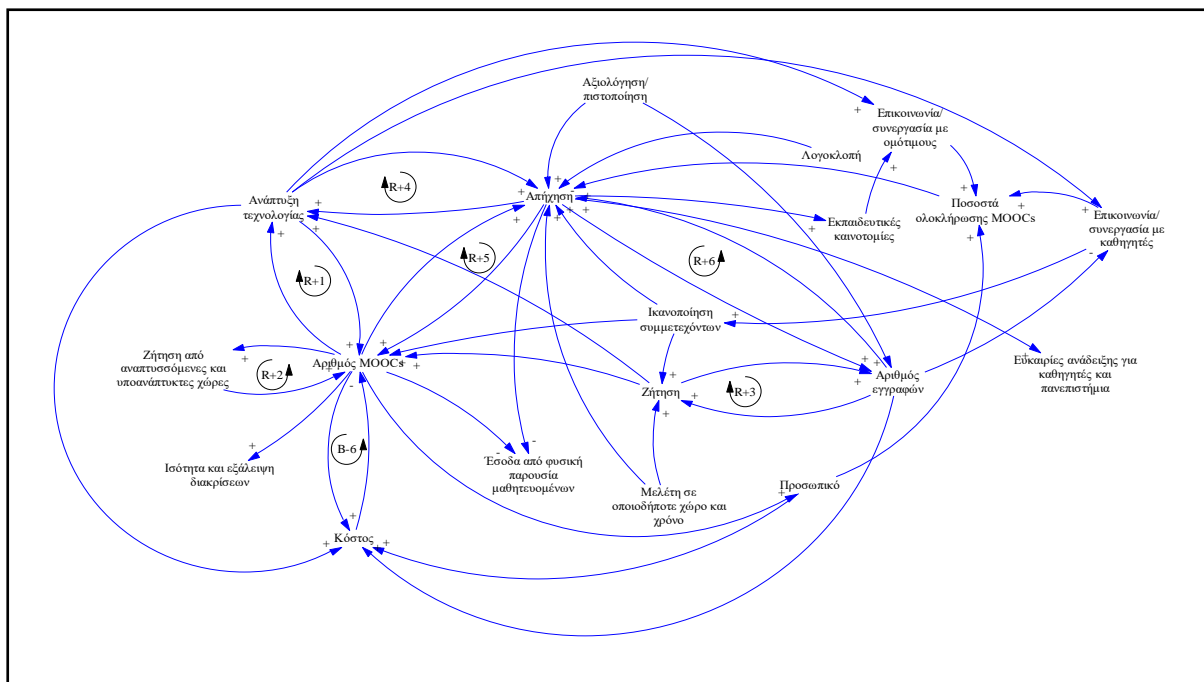 Αξιολόγηση/
πιστοποίηση
Επικοινωνία/
συνεργασία με
ομότιμους
Λογοκλοπή
Ανάπτυξη
τεχνολογίας
R+4
Απήχηση
Εκπαιδευτικές
καινοτομίες
Ποσοστά
ολοκλήρωσης MOOCs
Επικοινωνία/
συνεργασία με
καθηγητές
R+1
R+5
R+6
Ικανοποίηση
συμμετεχόντων
Ζήτηση από
αναπτυσσόμενες και
υποανάπτυκτες χώρες
R+2
Αριθμός MOOCs
Ζήτηση
R+3
Αριθμός
εγγραφών
Ευκαιρίες ανάδειξης για
καθηγητές και
πανεπιστήμια
B-6
Ισότητα και εξάλειψη
διακρίσεων
Έσοδα από φυσική
παρουσία
μαθητευομένων
Μελέτη σε
οποιοδήποτε χώρο και
χρόνο
Προσωπικό
Κόστος